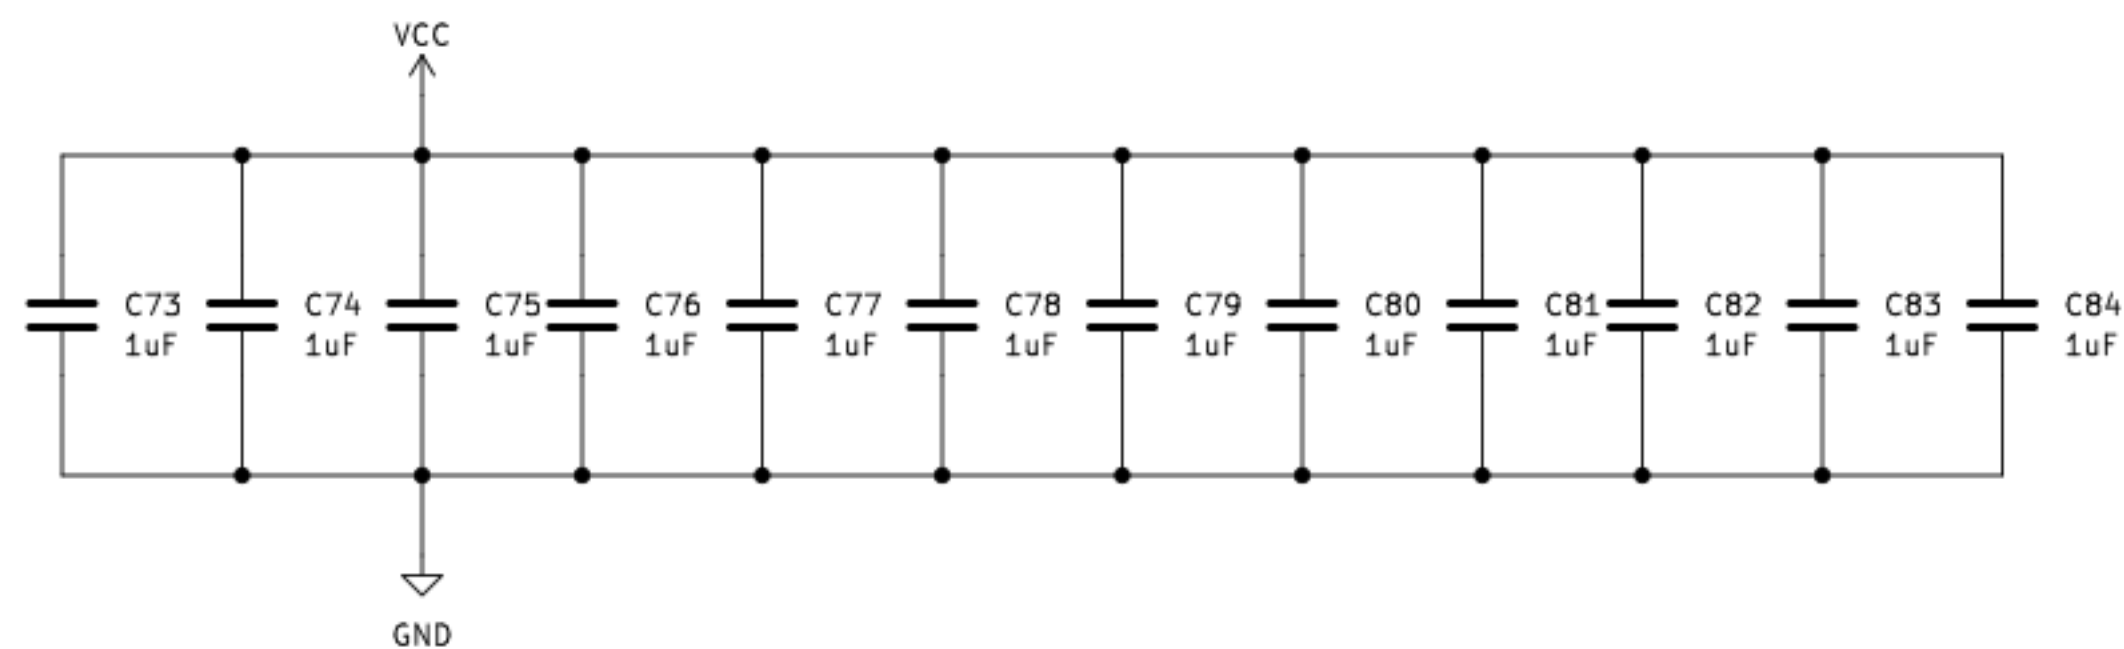 VCC
C73 C74 C75 C76 C77 C78 C79 C80 C81 C82 C83 C84
1uF 1uF 1uF 1uF 1uF 1uF 1uF 1uF 1uF 1uF 1uF 1uF
GND